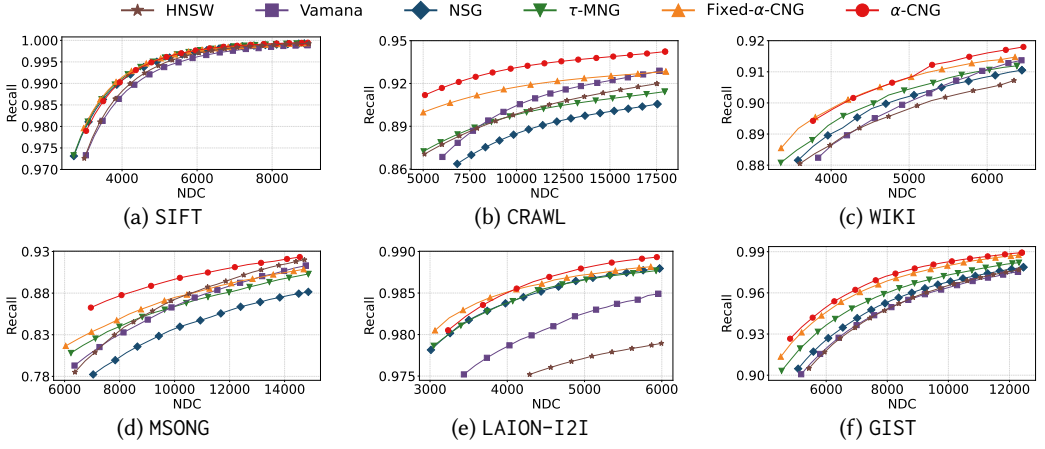 HNSW Vamana NSG τ-MNG Fixed-α-CNG α-CNG
1.000
0.995
0.990
0.985
0.980
0.975
0.970
Recall
4000 6000 8000
NDC
(a) SIFT
0.95
0.92
0.89
0.86
Recall
5000 7500 10000 12500 15000 17500
NDC
(b) CRAWL
0.92
0.91
0.90
0.89
0.88
Recall
4000 5000 6000
NDC
(c) WIKI
0.93
0.88
0.83
0.78
Recall
6000 8000 10000 12000 14000
NDC
(d) MSONG
0.990
0.985
0.980
0.975
Recall
3000 4000 5000 6000
NDC
(e) LAION-I2I
0.99
0.96
0.93
0.90
Recall
6000 8000 10000 12000
NDC
(f) GIST